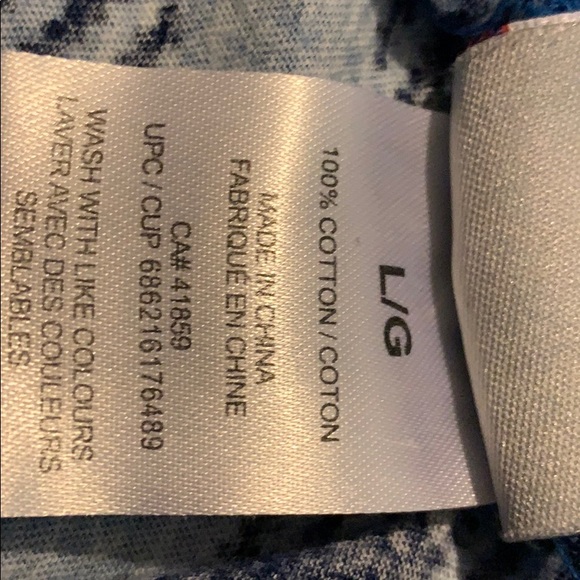 L/G
100% COTTON / COTON
MADE IN CHINA
FABRIQUÉ EN CHINE
CA# 41859
UPC / CUP 686216176489
WASH WITH LIKE COLOURS
LAVER AVEC DES COULEURS
SEMBLABLES